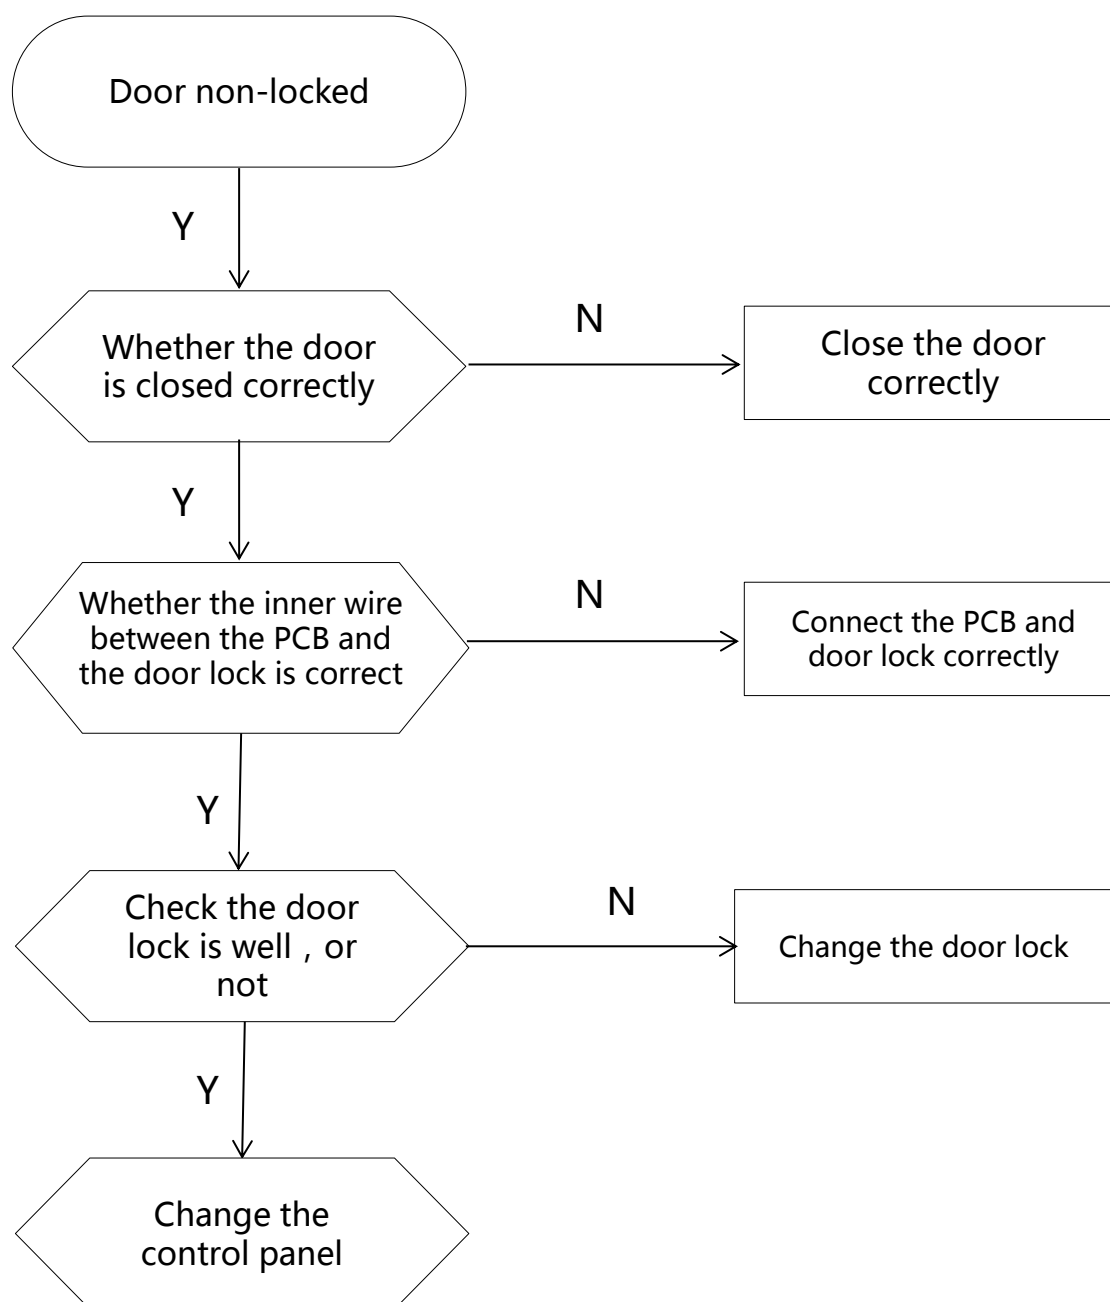 Door non-locked
Y
Whether the door
is closed correctly
N
Close the door
correctly
Y
Whether the inner wire
between the PCB and
the door lock is correct
N
Connect the PCB and
door lock correctly
Y
Check the door
lock is well , or
not
N
Change the door lock
Y
Change the
control panel